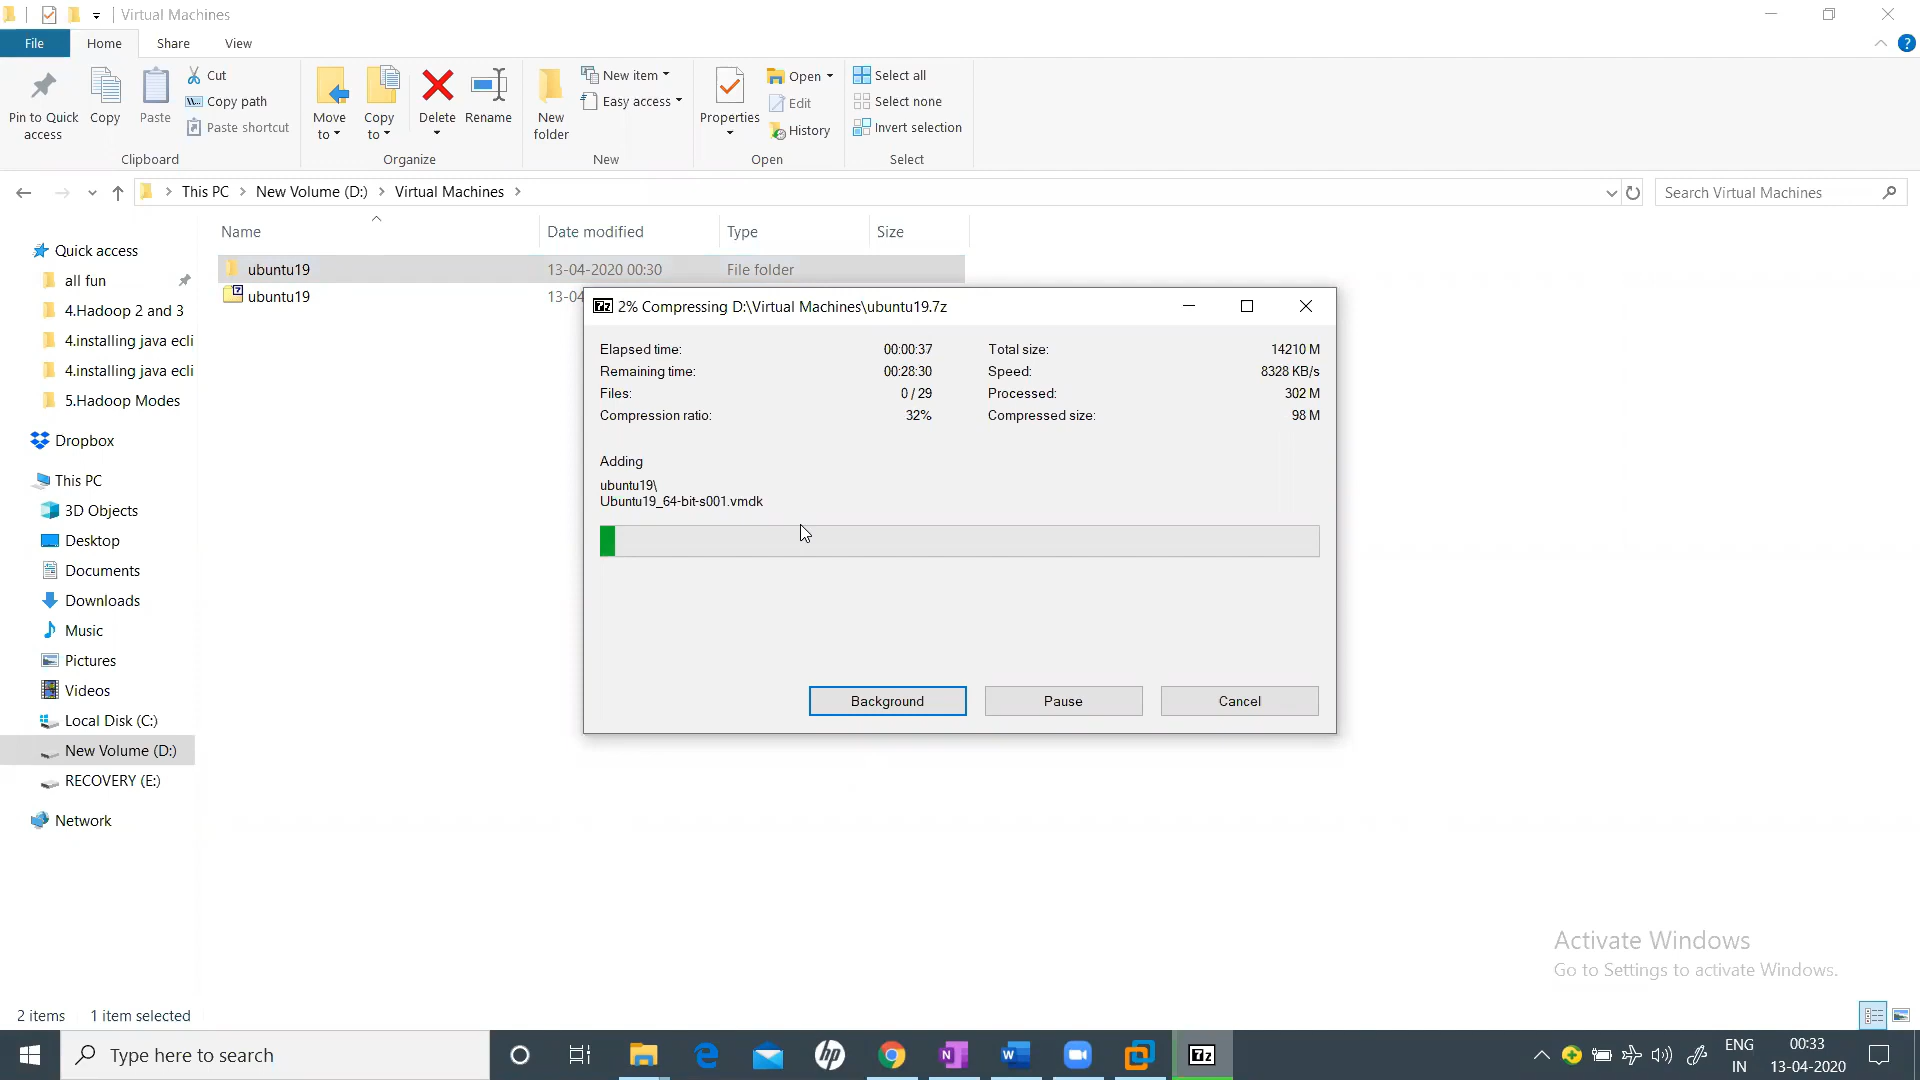 Virtual Machines
File Home Share View ?
Pin to Quick access
Copy
Paste
Cut
Copy path
Paste shortcut
Clipboard
Move to
Copy to
Delete
Rename
Organize
New folder
New item
Easy access
New
Properties
Open
Edit
History
Open
Select all
Select none
Invert selection
Select
This PC > New Volume (D:) > Virtual Machines >
Search Virtual Machines
Name Date modified Type Size
ubuntu19 13-04-2020 00:30 File folder
ubuntu19 13-04
Quick access
all fun
4.Hadoop 2 and 3
4.installing java ecli
4.installing java ecli
5.Hadoop Modes
Dropbox
This PC
3D Objects
Desktop
Documents
Downloads
Music
Pictures
Videos
Local Disk (C:)
New Volume (D:)
RECOVERY (E:)
Network
7z 2% Compressing D:\Virtual Machines\ubuntu19.7z
Elapsed time: 00:00:37 Total size: 14210 M
Remaining time: 00:28:30 Speed: 8328 KB/s
Files: 0 / 29 Processed: 302 M
Compression ratio: 32% Compressed size: 98 M
Adding
ubuntu19\
Ubuntu19_64-bit-s001.vmdk
Background Pause Cancel
Activate Windows
Go to Settings to activate Windows.
2 items 1 item selected
Type here to search
hp
N
W
7z
ENG
IN
00:33
13-04-2020